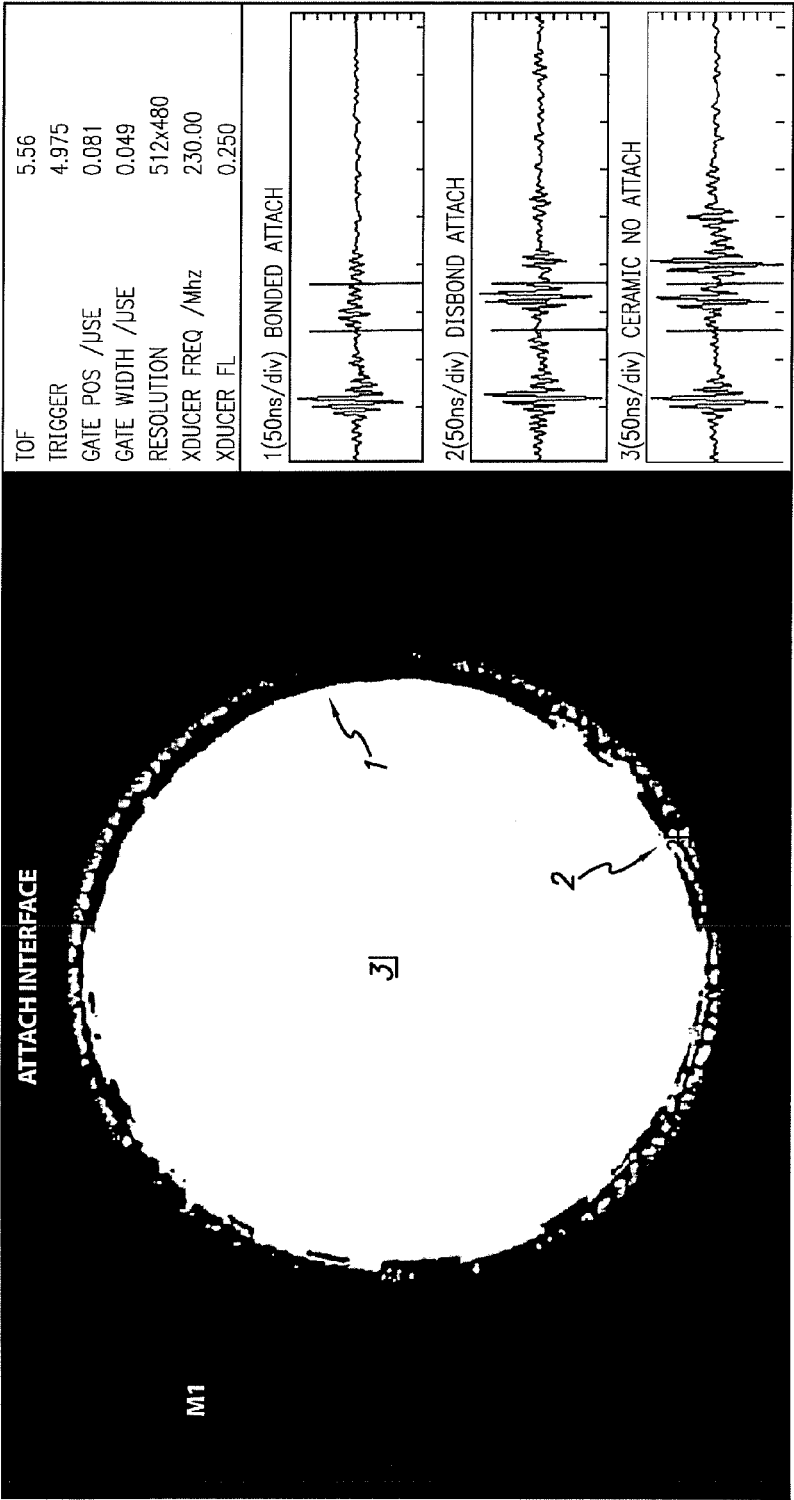 ATTACH INTERFACE
M1
1
2
3
TOF 5.56
TRIGGER 4.975
GATE POS /µSE 0.081
GATE WIDTH /µSE 0.049
RESOLUTION 512x480
XDUCER FREQ /Mhz 230.00
XDUCER FL 0.250
1(50ns/div) BONDED ATTACH
2(50ns/div) DISBOND ATTACH
3(50ns/div) CERAMIC NO ATTACH